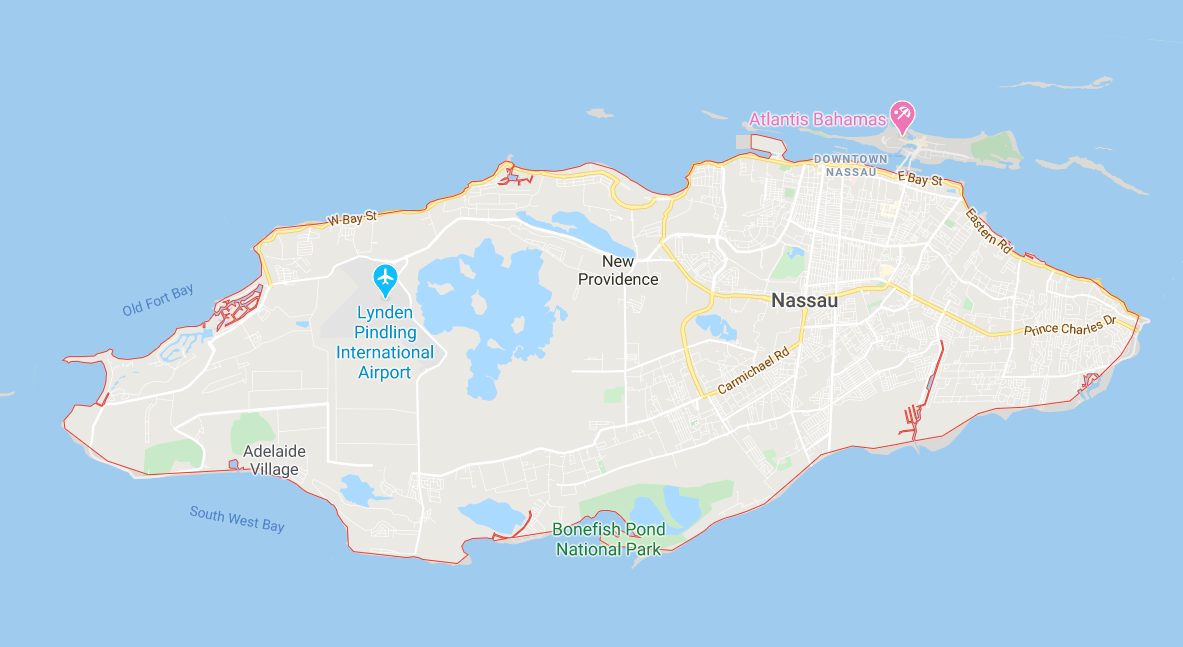 Atlantis Bahamas
DOWNTOWN
NASSAU
E Bay St
W Bay St
Eastern Rd
New
Providence
Old Fort Bay
Lynden
Pindling
International
Airport
Nassau
Prince Charles Dr
Carmichael Rd
Adelaide
Village
South West Bay
Bonefish Pond
National Park